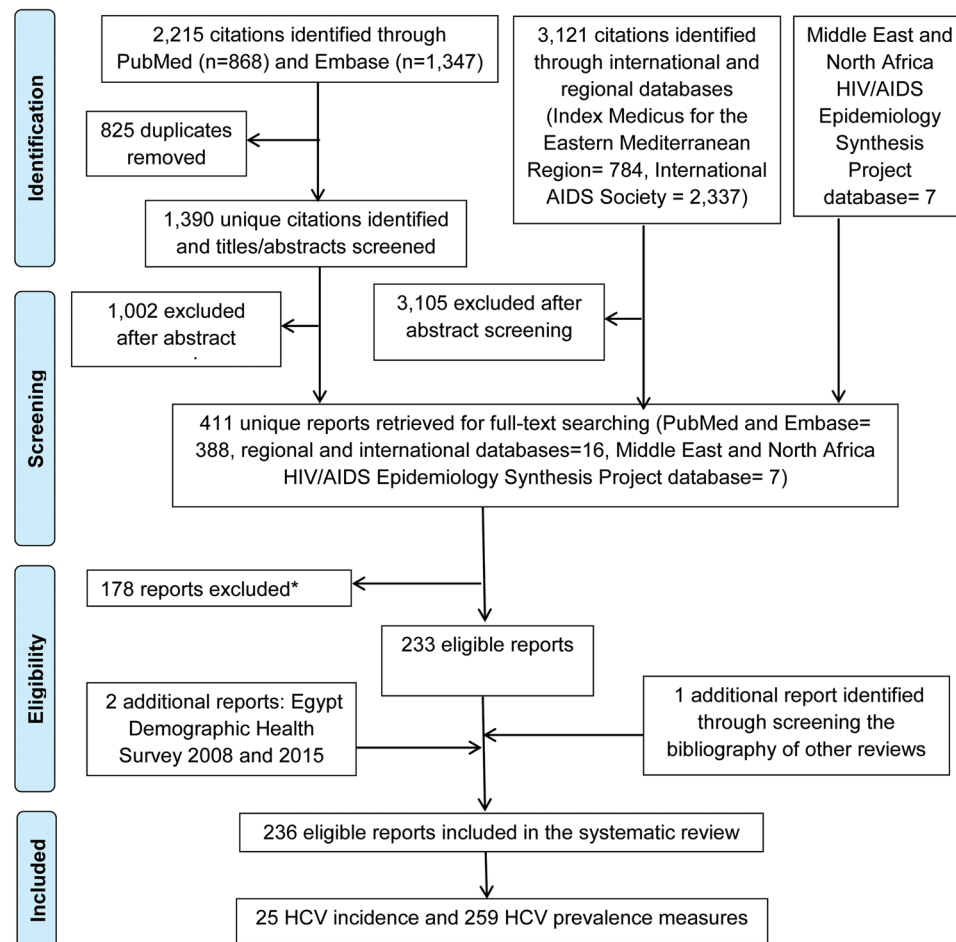 Identification
2,215 citations identified through
PubMed (n=868) and Embase (n=1,347)
825 duplicates
removed
1,390 unique citations identified
and titles/abstracts screened
3,121 citations identified
through international and
regional databases
(Index Medicus for the
Eastern Mediterranean
Region= 784, International
AIDS Society = 2,337)
Middle East and
North Africa
HIV/AIDS
Epidemiology
Synthesis
Project
database= 7
Screening
1,002 excluded
after abstract
.
3,105 excluded after
abstract screening
411 unique reports retrieved for full-text searching (PubMed and Embase=
388, regional and international databases=16, Middle East and North Africa
HIV/AIDS Epidemiology Synthesis Project database= 7)
Eligibility
178 reports excluded*
233 eligible reports
2 additional reports: Egypt
Demographic Health
Survey 2008 and 2015
1 additional report identified
through screening the
bibliography of other reviews
Included
236 eligible reports included in the systematic review
25 HCV incidence and 259 HCV prevalence measures